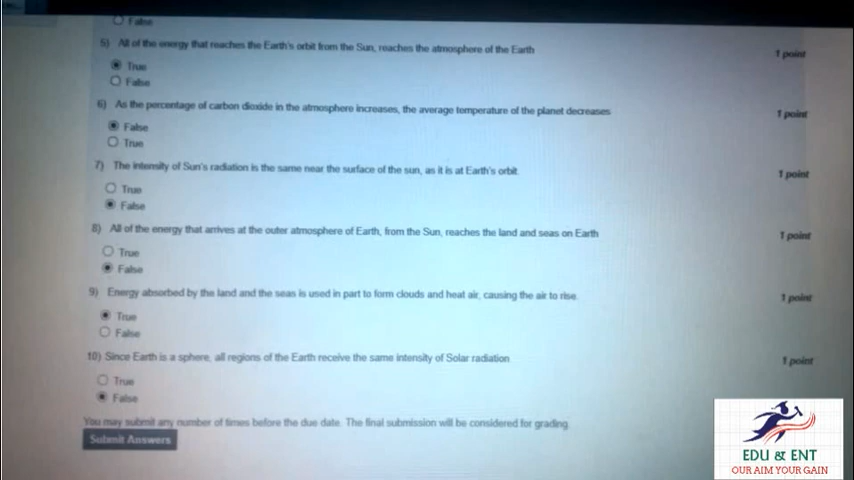 False
5) All of the energy that reaches the Earth's orbit from the Sun, reaches the atmosphere of the Earth
1 point
True
False
6) As the percentage of carbon dioxide in the atmosphere increases, the average temperature of the planet decreases
1 point
False
True
7) The intensity of Sun's radiation is the same near the surface of the sun, as it is at Earth's orbit.
1 point
True
False
8) All of the energy that arrives at the outer atmosphere of Earth, from the Sun, reaches the land and seas on Earth
1 point
True
False
9) Energy absorbed by the land and the seas is used in part to form clouds and heat air, causing the air to rise.
1 point
True
False
10) Since Earth is a sphere, all regions of the Earth receive the same intensity of Solar radiation
1 point
True
False
You may submit any number of times before the due date. The final submission will be considered for grading.
Submit Answers
EDU & ENT
OUR AIM YOUR GAIN